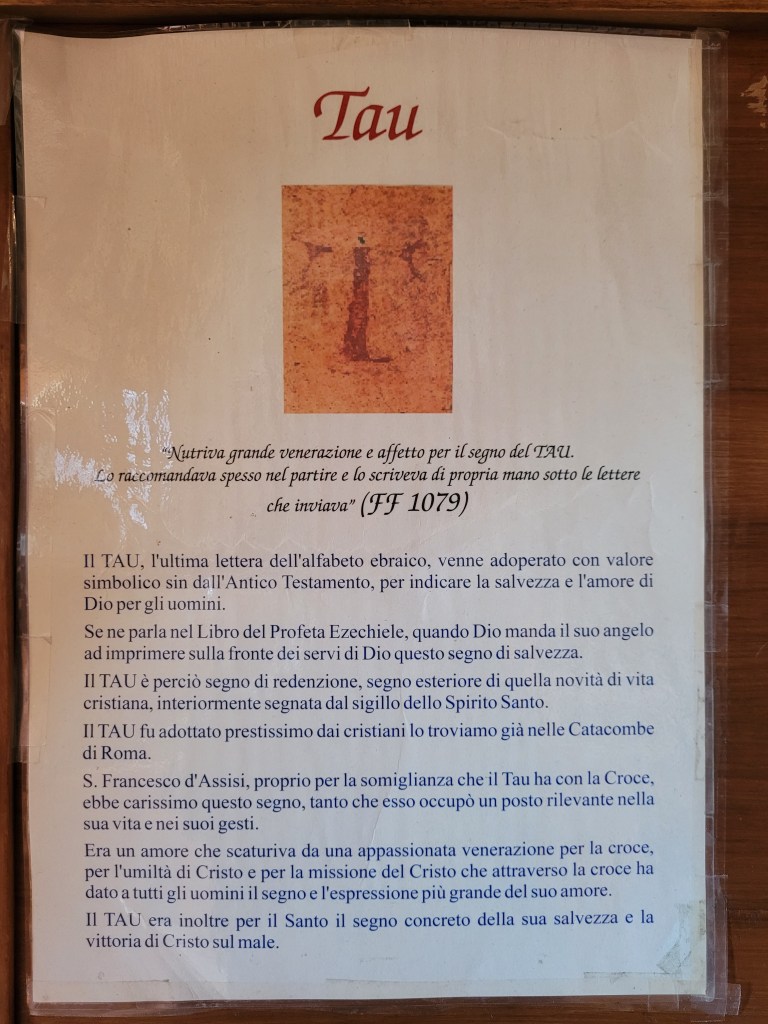 Tau
“Nutriva grande venerazione e affetto per il segno del TAU.
Lo raccomandava spesso nel partire e lo scriveva di propria mano sotto le lettere
che inviava” (FF 1079)
Il TAU, l'ultima lettera dell'alfabeto ebraico, venne adoperato con valore
simbolico sin dall'Antico Testamento, per indicare la salvezza e l'amore di
Dio per gli uomini.
Se ne parla nel Libro del Profeta Ezechiele, quando Dio manda il suo angelo
ad imprimere sulla fronte dei servi di Dio questo segno di salvezza.
Il TAU è perciò segno di redenzione, segno esteriore di quella novità di vita
cristiana, interiormente segnata dal sigillo dello Spirito Santo.
Il TAU fu adottato prestissimo dai cristiani lo troviamo già nelle Catacombe
di Roma.
S. Francesco d'Assisi, proprio per la somiglianza che il Tau ha con la Croce,
ebbe carissimo questo segno, tanto che esso occupò un posto rilevante nella
sua vita e nei suoi gesti.
Era un amore che scaturiva da una appassionata venerazione per la croce,
per l'umiltà di Cristo e per la missione del Cristo che attraverso la croce ha
dato a tutti gli uomini il segno e l'espressione più grande del suo amore.
Il TAU era inoltre per il Santo il segno concreto della sua salvezza e la
vittoria di Cristo sul male.